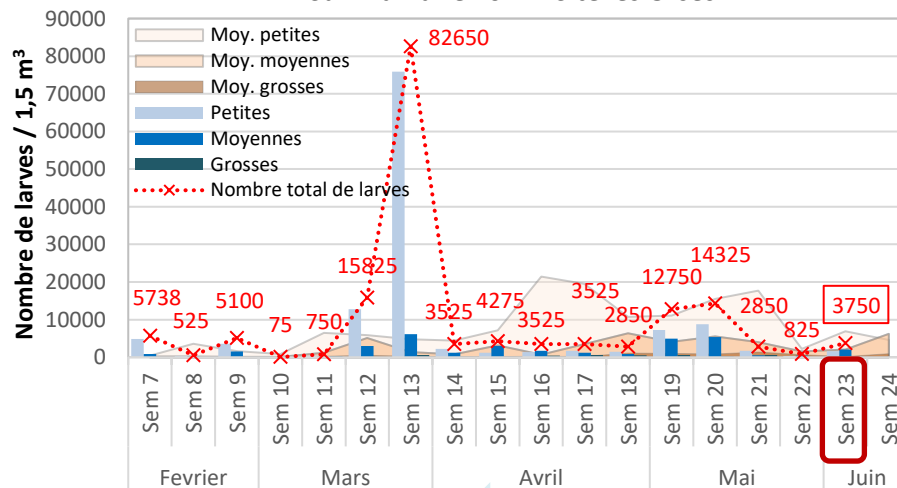 90000
80000
70000
60000
50000
40000
30000
20000
10000
0
Nombre de larves / 1,5 m³
Moy. petites
Moy. moyennes
Moy. grosses
Petites
Moyennes
Grosses
Nombre total de larves
5738
525
5100
75
750
15825
82650
3525
4275
3525
3525
2850
12750
14325
2850
825
3750
Sem 7
Sem 8
Sem 9
Sem 10
Sem 11
Sem 12
Sem 13
Sem 14
Sem 15
Sem 16
Sem 17
Sem 18
Sem 19
Sem 20
Sem 21
Sem 22
Sem 23
Sem 24
Fevrier
Mars
Avril
Mai
Juin